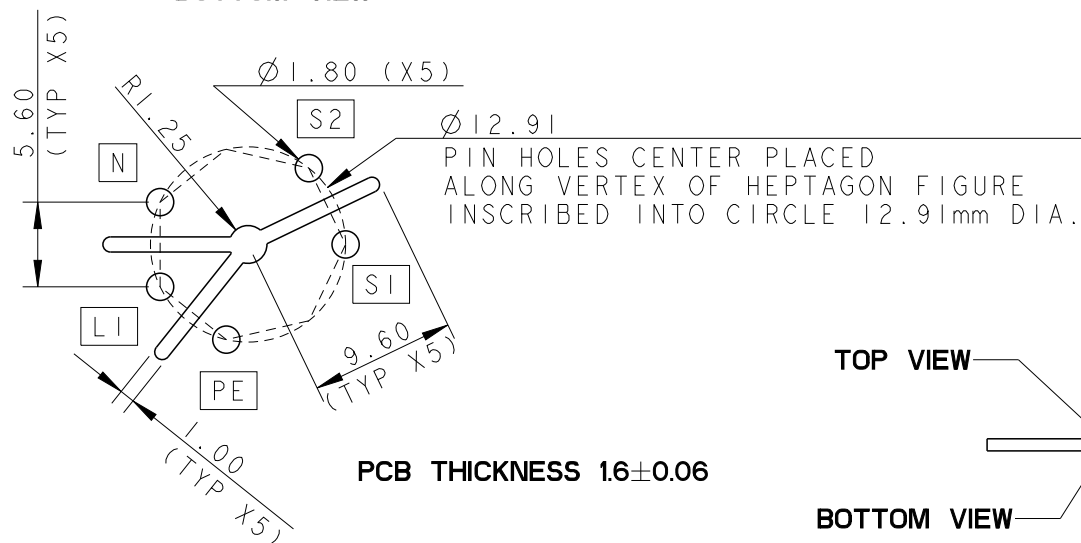 5.60
(TYP X5)
R1.25
Ø1.80 (X5)
S2
N
Ø12.91
PIN HOLES CENTER PLACED
ALONG VERTEX OF HEPTAGON FIGURE
INSCRIBED INTO CIRCLE 12.91mm DIA.
S1
L1
PE
9.60
(TYP X5)
1.00
(TYP X5)
TOP VIEW
PCB THICKNESS 1.6±0.06
BOTTOM VIEW